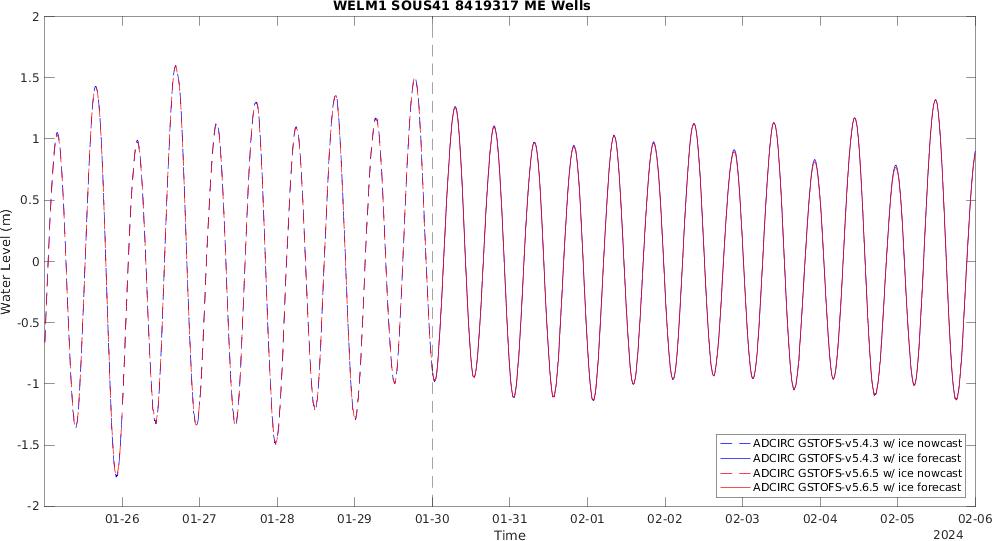 WELM1 SOUS41 8419317 ME Wells
2
1.5
1
0.5
0
-0.5
-1
-1.5
-2
Water Level (m)
ADCIRC GSTOFS-v5.4.3 w/ ice nowcast
ADCIRC GSTOFS-v5.4.3 w/ ice forecast
ADCIRC GSTOFS-v5.6.5 w/ ice nowcast
ADCIRC GSTOFS-v5.6.5 w/ ice forecast
01-26 01-27 01-28 01-29 01-30 01-31 02-01 02-02 02-03 02-04 02-05 02-06
Time
2024